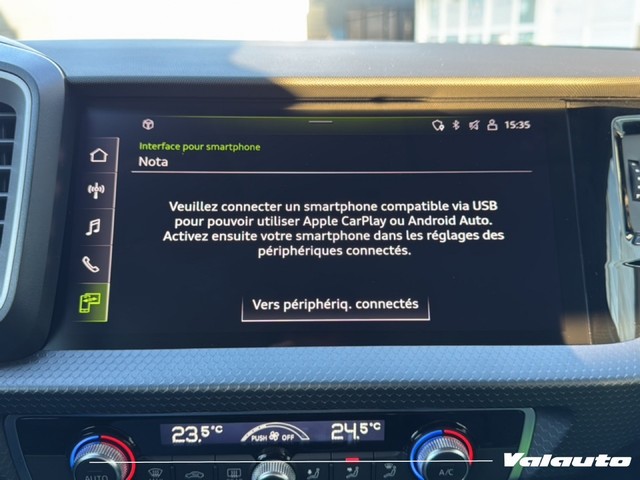 15:35
Interface pour smartphone
Nota
Veuillez connecter un smartphone compatible via USB
pour pouvoir utiliser Apple CarPlay ou Android Auto.
Activez ensuite votre smartphone dans les réglages des
périphériques connectés.
Vers périphériq. connectés
23,5°C
PUSH OFF
24,5°C
AUTO
A/C
Valauto